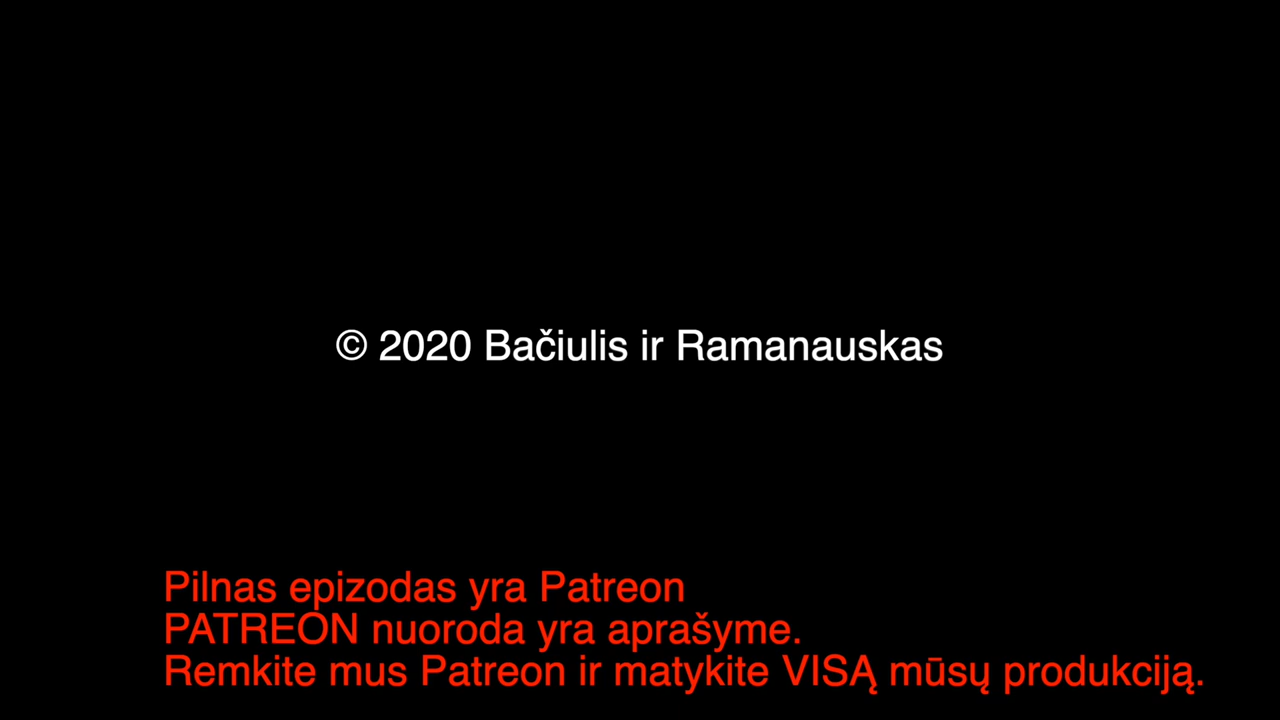 © 2020 Bačiulis ir Ramanauskas
Pilnas epizodas yra Patreon
PATREON nuoroda yra aprašyme.
Remkite mus Patreon ir matykite VISĄ mūsų produkciją.